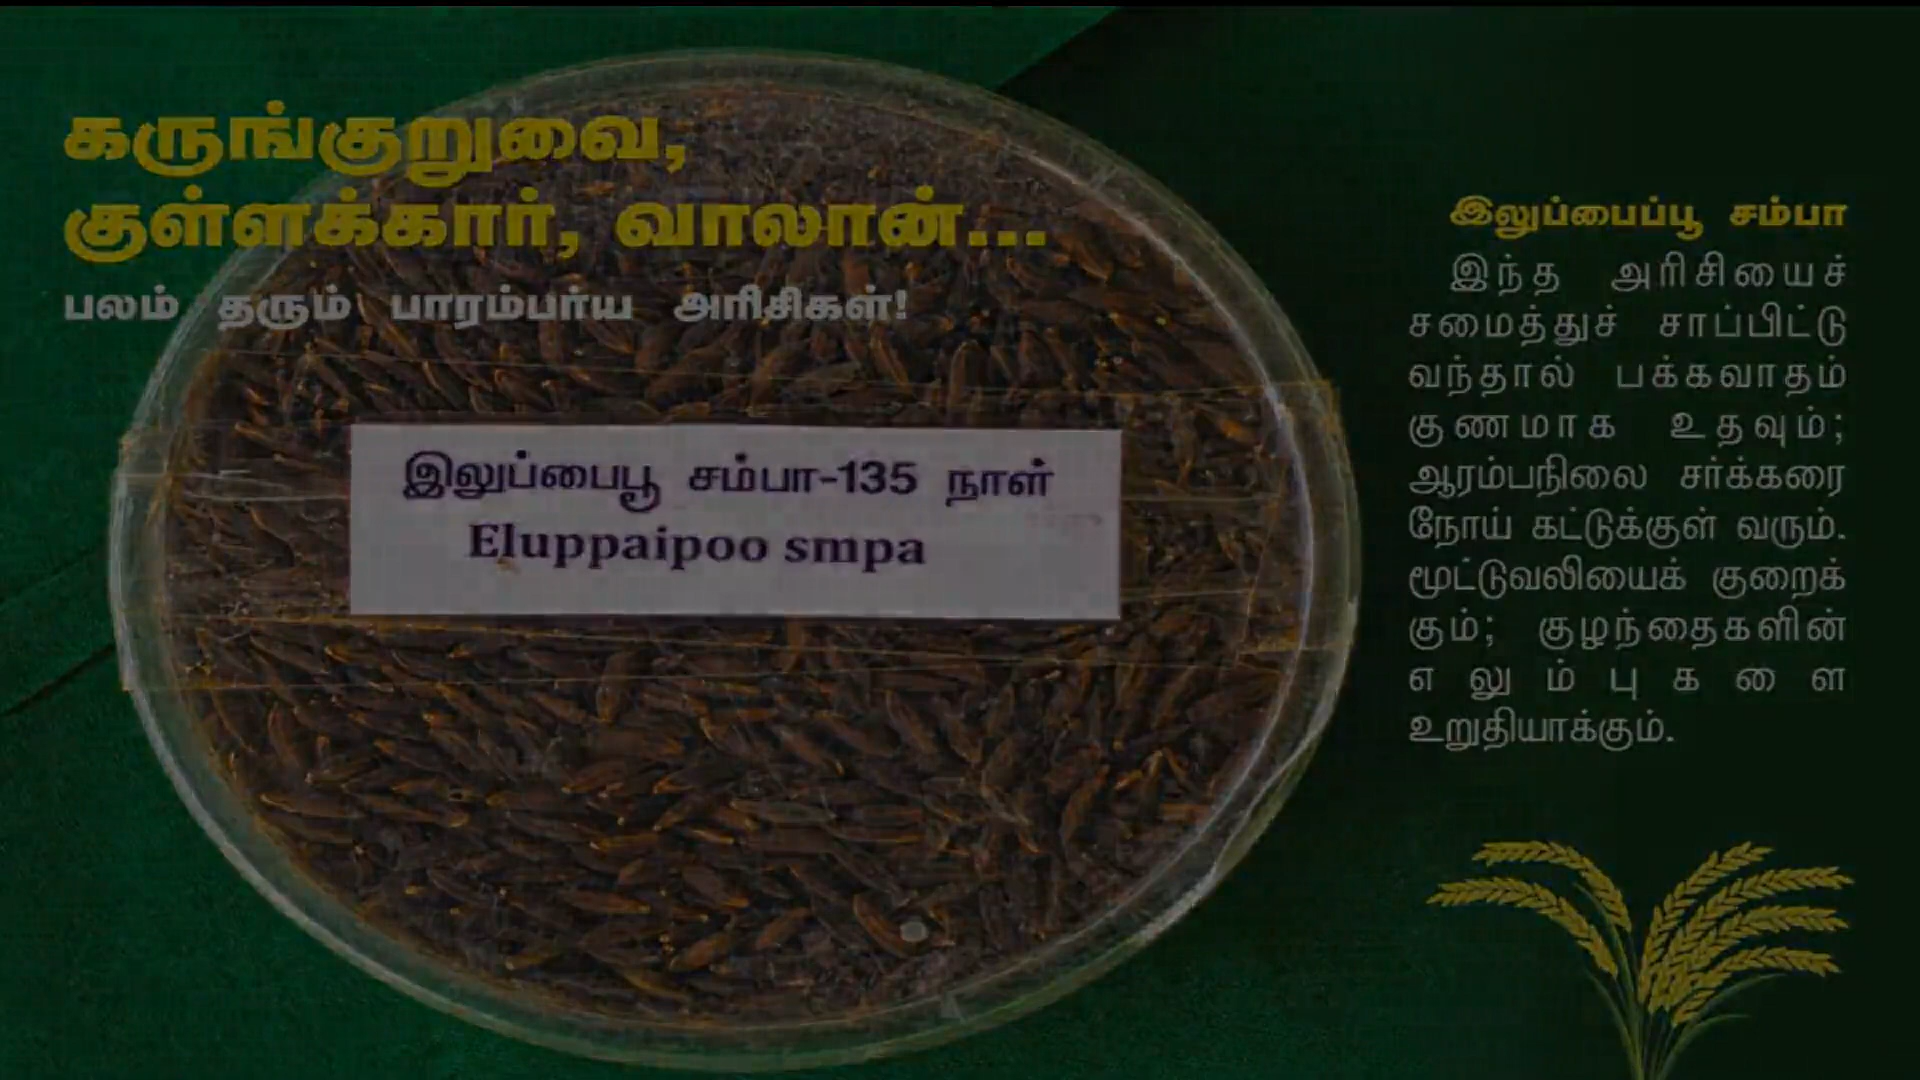 கருங்குறுவை,
குள்ளக்கார், வாலான்...
பலம் தரும் பாரம்பர்ய அரிசிகள்!
இலுப்பைபூ சம்பா-135 நாள்
Eluppaipoo smpa
இலுப்பைப்பூ சம்பா
இந்த அரிசியைச்
சமைத்துச் சாப்பிட்டு
வந்தால் பக்கவாதம்
குணமாக உதவும்;
ஆரம்பநிலை சர்க்கரை
நோய் கட்டுக்குள் வரும்.
மூட்டுவலியைக் குறைக்
கும்; குழந்தைகளின்
எலும்புகளை
உறுதியாக்கும்.